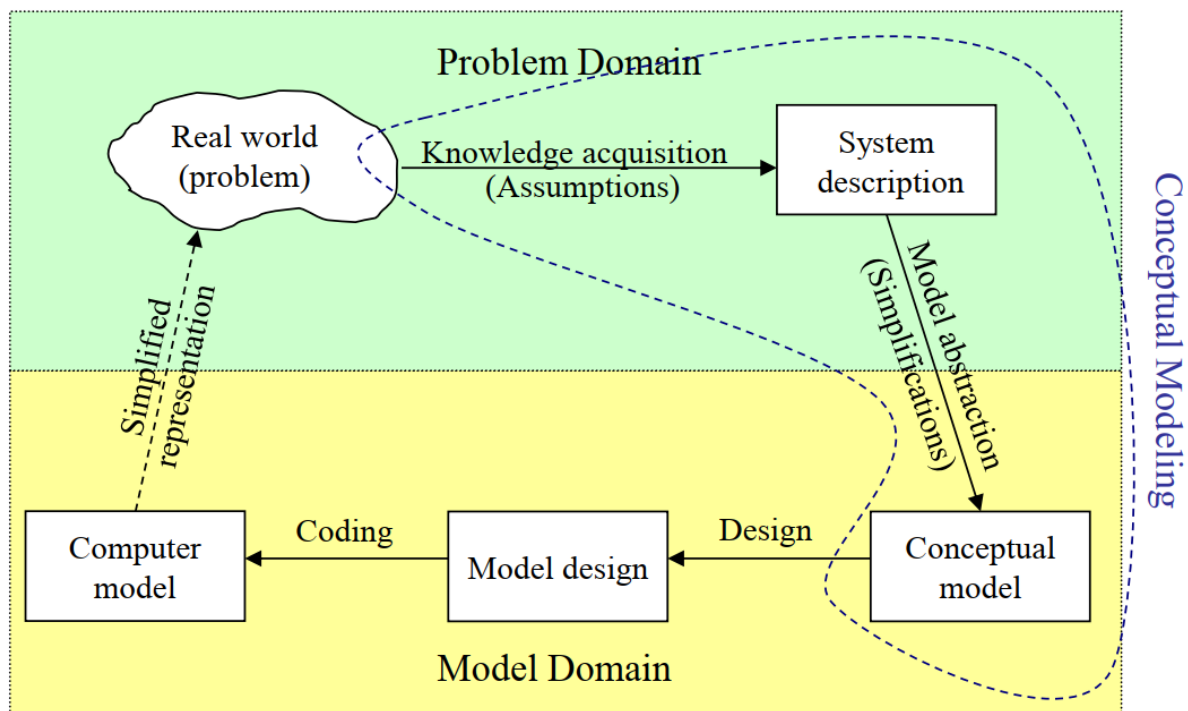 Problem Domain
Real world
(problem)
Knowledge acquisition
(Assumptions)
System
description
Model abstraction
(Simplifications)
Conceptual Modeling
Simplified
representation
Computer
model
Coding
Model design
Design
Conceptual
model
Model Domain